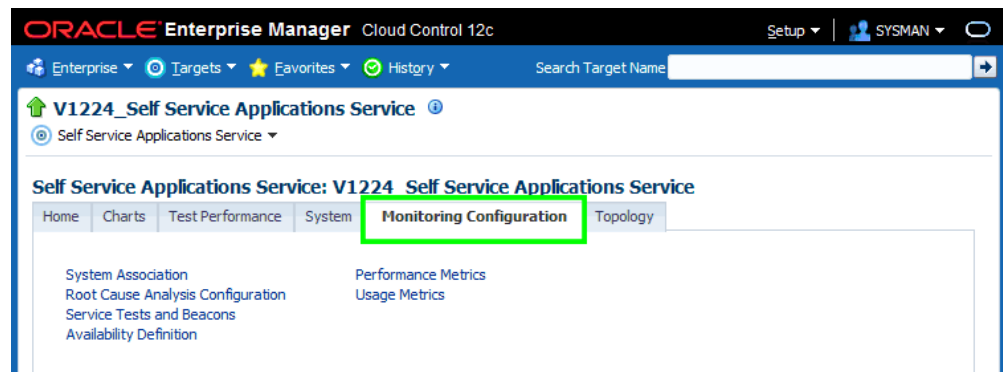 ORACLE Enterprise Manager Cloud Control 12c Setup SYSMAN
Enterprise Targets Favorites History Search Target Name
V1224_Self Service Applications Service
Self Service Applications Service
Self Service Applications Service: V1224_Self Service Applications Service
Home Charts Test Performance System Monitoring Configuration Topology
System Association Performance Metrics
Root Cause Analysis Configuration Usage Metrics
Service Tests and Beacons
Availability Definition